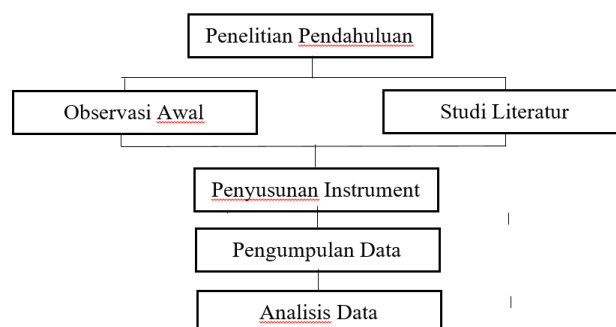 Penelitian Pendahuluan
Observasi Awal
Studi Literatur
Penyusunan Instrument
Pengumpulan Data
Analisis Data